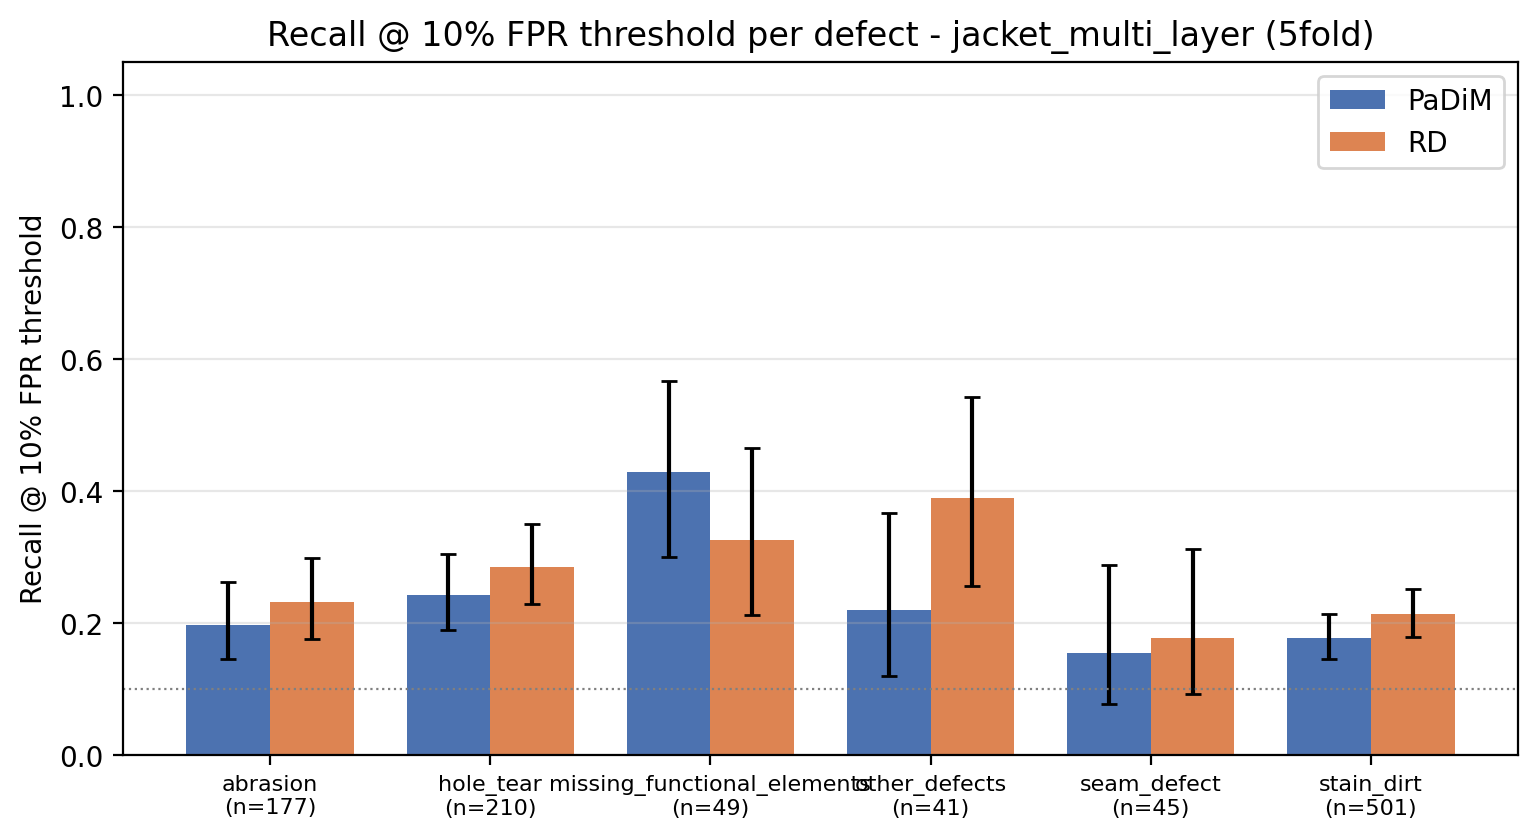 Recall @ 10% FPR threshold per defect - jacket_multi_layer (5fold)
Recall @ 10% FPR threshold
1.0
0.8
0.6
0.4
0.2
0.0
PaDiM
RD
abrasion
(n=177)
hole_tear
(n=210)
missing_functional_elements
(n=49)
other_defects
(n=41)
seam_defect
(n=45)
stain_dirt
(n=501)